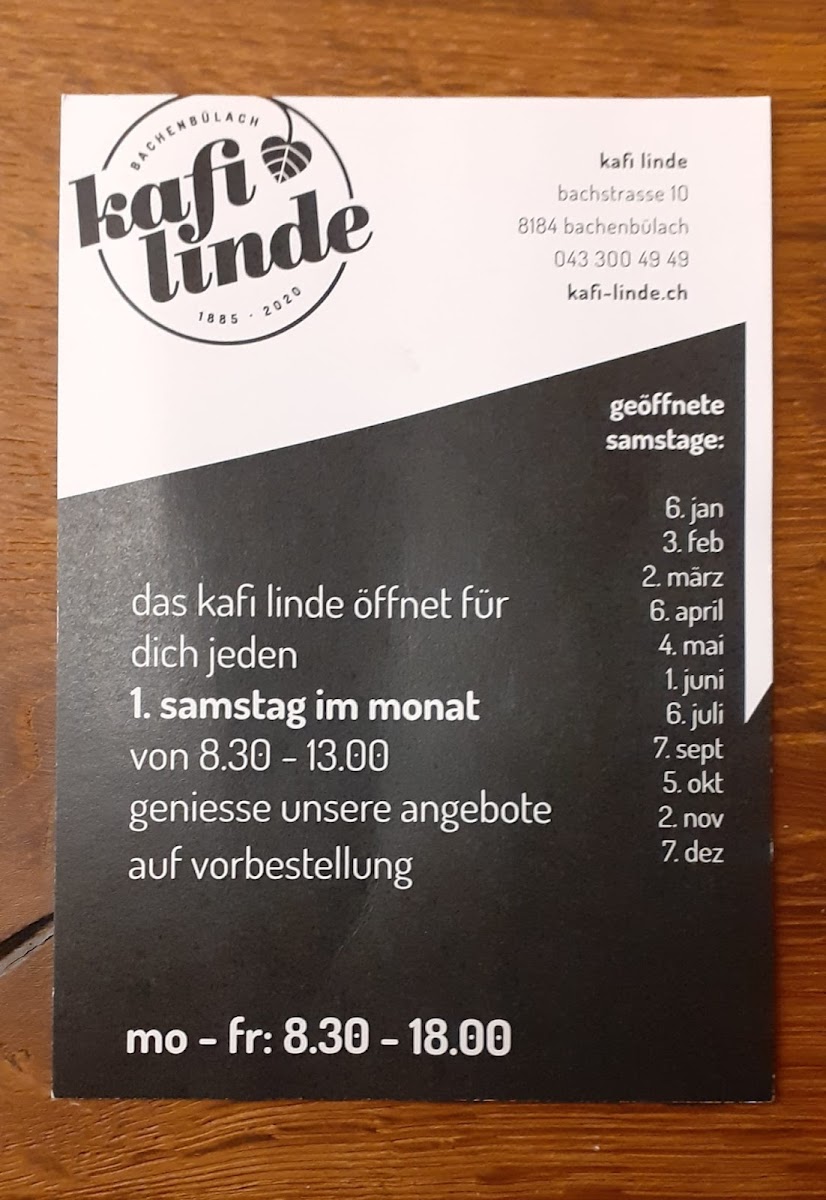 BACHENBÜLACH
kafi
linde
1885 · 2020
kafi linde
bachstrasse 10
8184 bachenbülach
043 300 49 49
kafi-linde.ch
geöffnete
samstage:
6. jan
3. feb
2. märz
6. april
4. mai
1. juni
6. juli
7. sept
5. okt
2. nov
7. dez
das kafi linde öffnet für
dich jeden
1. samstag im monat
von 8.30 - 13.00
geniesse unsere angebote
auf vorbestellung
mo - fr: 8.30 - 18.00